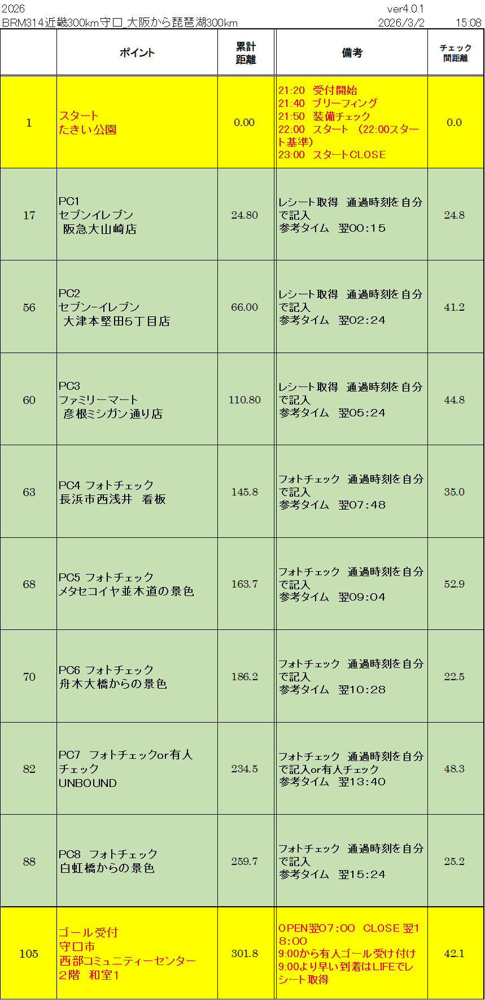 2026
ver4.0.1
BRM314近畿300km守口_大阪から琵琶湖300km
2026/3/2 15:08
ポイント
累計
距離
備考
チェック
間距離
1
スタート
たきい公園
0.00
21:20 受付開始
21:40 ブリーフィング
21:50 装備チェック
22:00 スタート （22:00スター
ト基準）
23:00 スタートCLOSE
0.0
17
PC1
セブンイレブン
阪急大山崎店
24.80
レシート取得 通過時刻を自分
で記入
参考タイム 翌００：１５
24.8
56
PC2
セブン−イレブン
大津本堅田５丁目店
66.00
レシート取得 通過時刻を自分
で記入
参考タイム 翌０２：２４
41.2
60
PC3
ファミリーマート
彦根ミシガン通り店
110.80
レシート取得 通過時刻を自分
で記入
参考タイム 翌０５：２４
44.8
63
PC4 フォトチェック
長浜市西浅井 看板
145.8
フォトチェック 通過時刻を自分
で記入
参考タイム 翌０７：４８
35.0
68
PC5 フォトチェック
メタセコイヤ並木道の景色
163.7
フォトチェック 通過時刻を自分
で記入
参考タイム 翌０９：０４
52.9
70
PC6 フォトチェック
舟木大橋からの景色
186.2
フォトチェック 通過時刻を自分
で記入
参考タイム 翌１０：２８
22.5
82
PC7 フォトチェックor有人
チェック
UNBOUND
234.5
フォトチェック 通過時刻を自分
で記入or有人チェック
参考タイム 翌１３：４０
48.3
88
PC8 フォトチェック
白虹橋からの景色
259.7
フォトチェック 通過時刻を自分
で記入
参考タイム 翌１５：２４
25.2
105
ゴール受付
守口市
西部コミュニティーセンター
２階 和室１
301.8
OPEN翌０７：００ CLOSE 翌１
８：００
9:00から有人ゴール受け付け
9:00より早い到着はLIFEでレ
シート取得
42.1